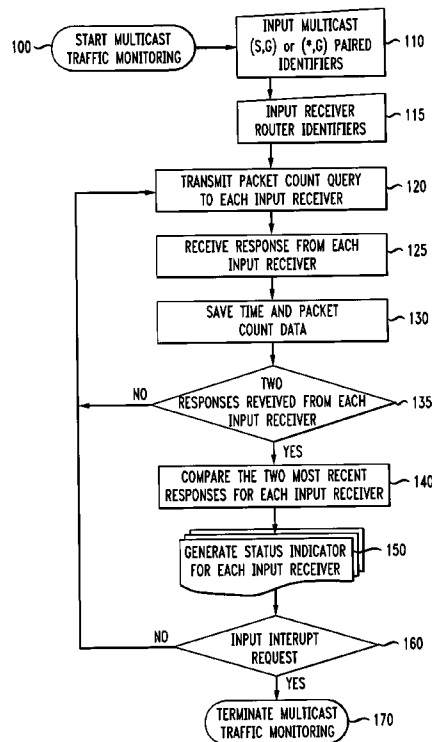 100
START MULTICAST
TRAFFIC MONITORING
INPUT MULTICAST
(S,G) or (*,G) PAIRED
IDENTIFIERS
110
INPUT RECEIVER
ROUTER IDENTIFIERS
115
TRANSMIT PACKET COUNT QUERY
TO EACH INPUT RECEIVER
120
RECEIVE RESPONSE FROM EACH
INPUT RECEIVER
125
SAVE TIME AND PACKET
COUNT DATA
130
NO
TWO
RESPONSES REVEIVED FROM EACH
INPUT RECEIVER
135
YES
COMPARE THE TWO MOST RECENT
RESPONSES FOR EACH INPUT RECEIVER
140
GENERATE STATUS INDICATOR
FOR EACH INPUT RECEIVER
150
NO
INPUT INTERUPT
REQUEST
160
YES
TERMINATE MULTICAST
TRAFFIC MONITORING
170